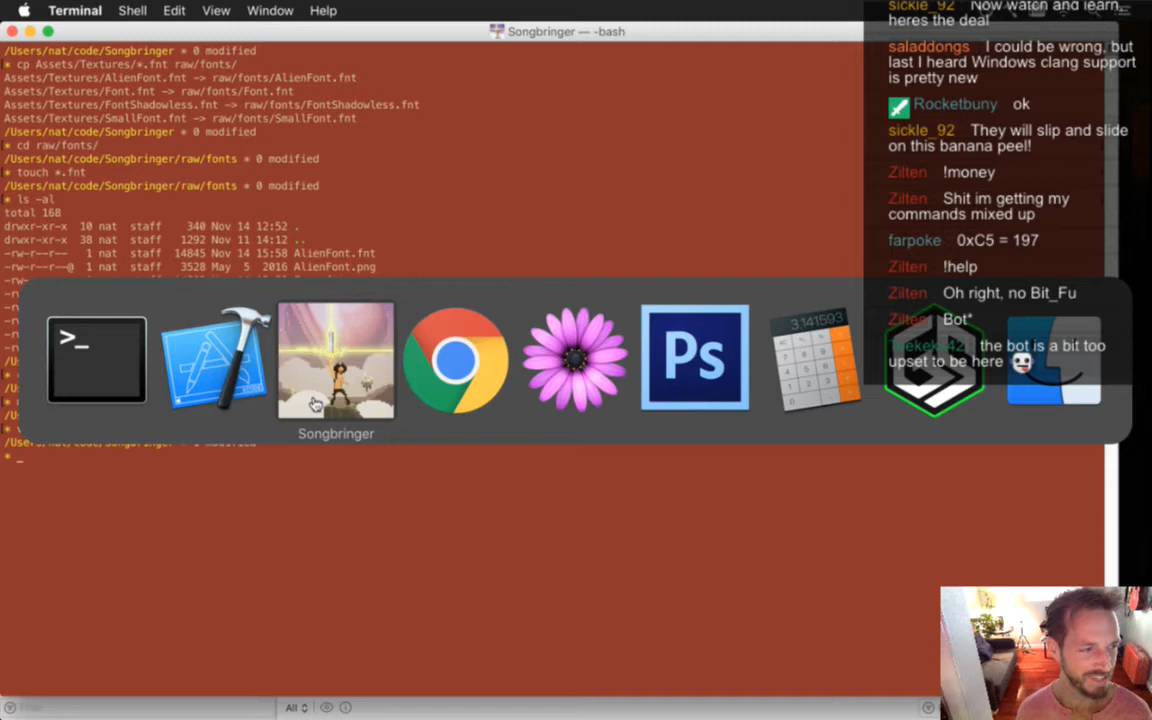 Terminal Shell Edit View Window Help
Songbringer — -bash
/Users/nat/code/Songbringer * 0 modified
* cp Assets/Textures/*.fnt raw/fonts/
Assets/Textures/AlienFont.fnt -> raw/fonts/AlienFont.fnt
Assets/Textures/Font.fnt -> raw/fonts/Font.fnt
Assets/Textures/FontShadowless.fnt -> raw/fonts/FontShadowless.fnt
Assets/Textures/SmallFont.fnt -> raw/fonts/SmallFont.fnt
/Users/nat/code/Songbringer * 0 modified
* cd raw/fonts/
/Users/nat/code/Songbringer/raw/fonts * 0 modified
* touch *.fnt
/Users/nat/code/Songbringer/raw/fonts * 0 modified
* ls -al
total 168
drwxr-xr-x 10 nat staff 340 Nov 14 12:52 .
drwxr-xr-x 38 nat staff 1292 Nov 11 14:12 ..
-rw-r--r-- 1 nat staff 14845 Nov 14 15:58 AlienFont.fnt
-rw-r--r--@ 1 nat staff 3528 May 5 2016 AlienFont.png
* _
sickle_92 Now watch and learn,
heres the deal
saladdongs I could be wrong, but
last I heard Windows clang support
is pretty new
Rocketbuny ok
sickle_92 They will slip and slide
on this banana peel!
Zilten !money
Zilten Shit im getting my
commands mixed up
farpoke 0xC5 = 197
Zilten !help
Zilten Oh right, no Bit_Fu
Zilten Bot*
the bot is a bit too
upset to be here
>_
Ps
3.141593
Songbringer
All